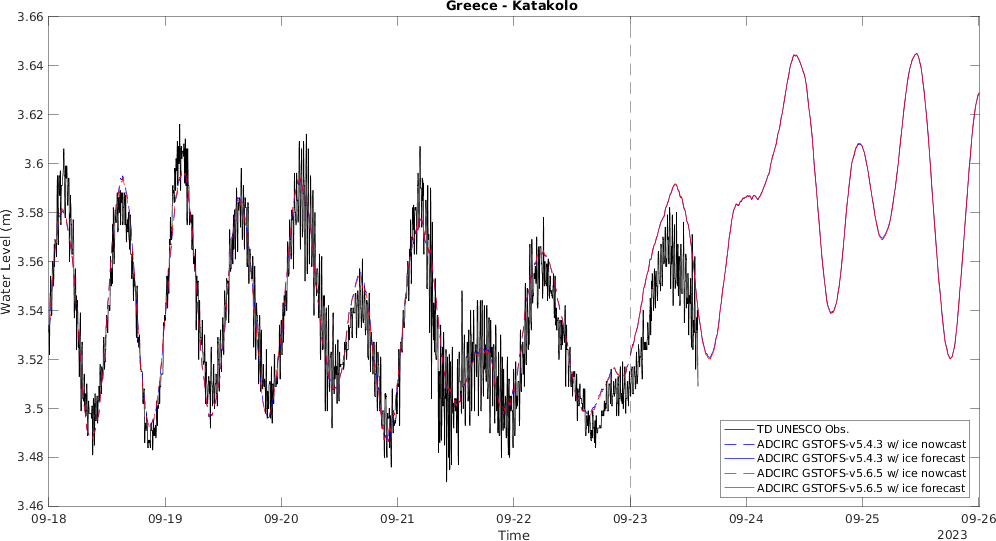 Greece - Katakolo
3.66
3.64
3.62
3.6
3.58
3.56
3.54
3.52
3.5
3.48
3.46
Water Level (m)
TD UNESCO Obs.
ADCIRC GSTOFS-v5.4.3 w/ ice nowcast
ADCIRC GSTOFS-v5.4.3 w/ ice forecast
ADCIRC GSTOFS-v5.6.5 w/ ice nowcast
ADCIRC GSTOFS-v5.6.5 w/ ice forecast
09-18 09-19 09-20 09-21 09-22 09-23 09-24 09-25 09-26
Time
2023